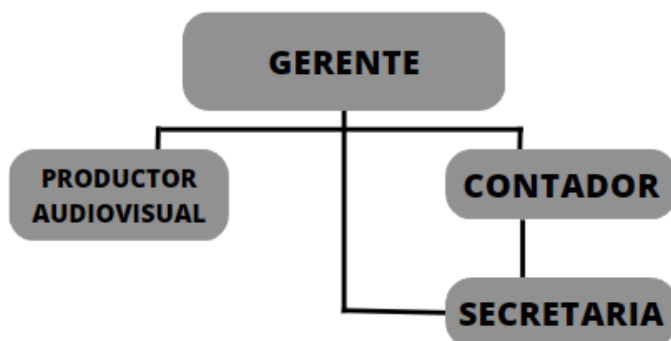 GERENTE
PRODUCTOR
AUDIOVISUAL
CONTADOR
SECRETARIA